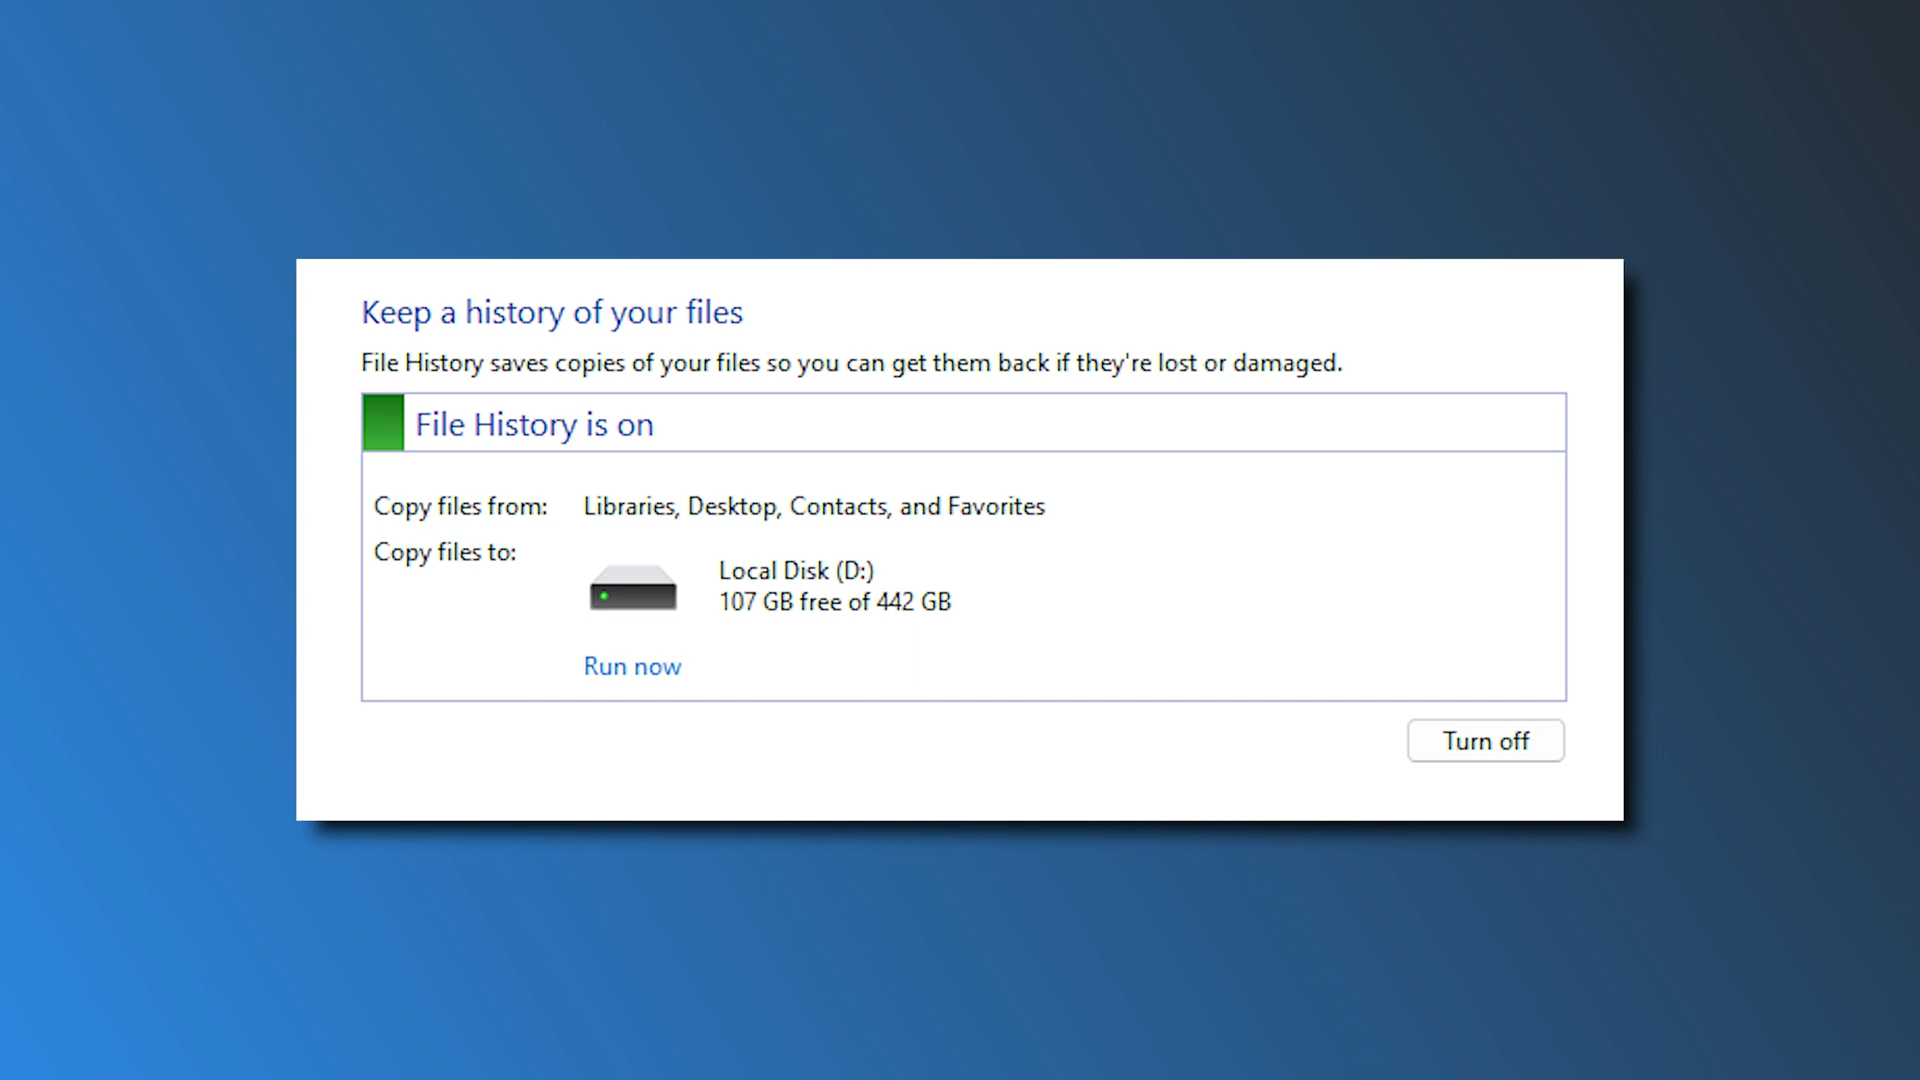 Keep a history of your files
File History saves copies of your files so you can get them back if they're lost or damaged.
File History is on
Copy files from: Libraries, Desktop, Contacts, and Favorites
Copy files to:
Local Disk (D:)
107 GB free of 442 GB
Run now
Turn off